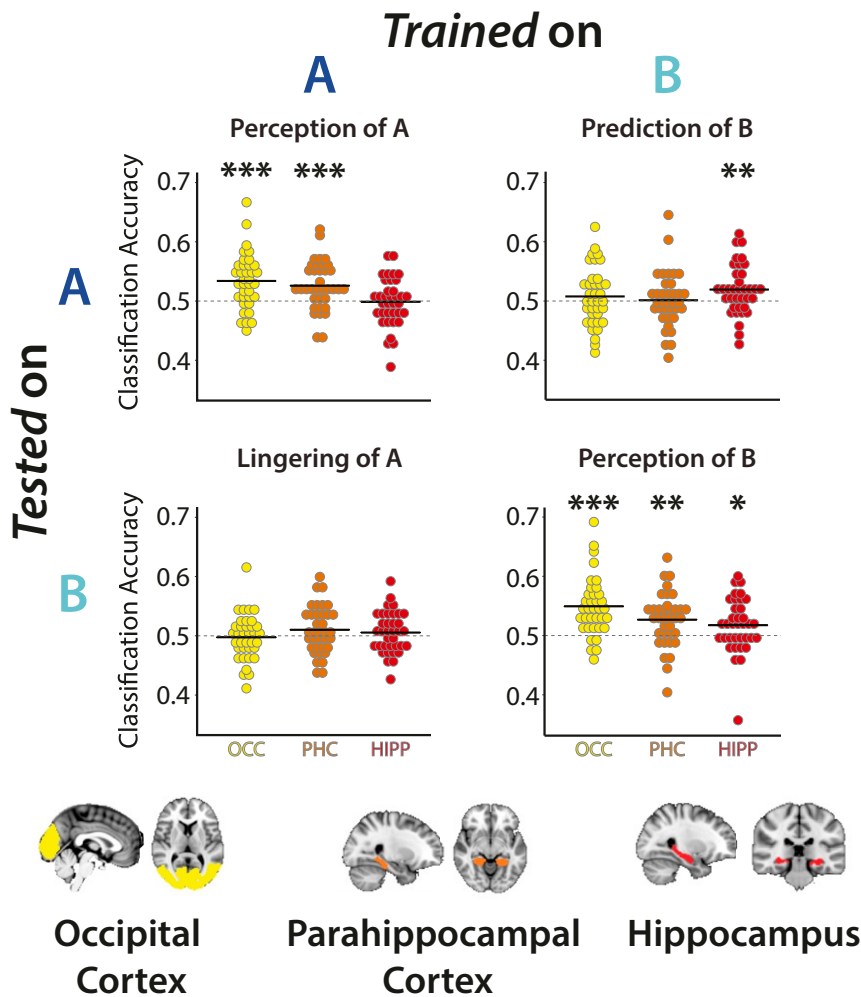 Trained on
A
B
Perception of A
Prediction of B
***
***
**
Tested on
A
Classification Accuracy
0.7
0.6
0.5
0.4
0.7
0.6
0.5
0.4
Lingering of A
Perception of B
***
**
*
B
Classification Accuracy
0.7
0.6
0.5
0.4
0.7
0.6
0.5
0.4
OCC
PHC
HIPP
OCC
PHC
HIPP
Occipital
Cortex
Parahippocampal
Cortex
Hippocampus